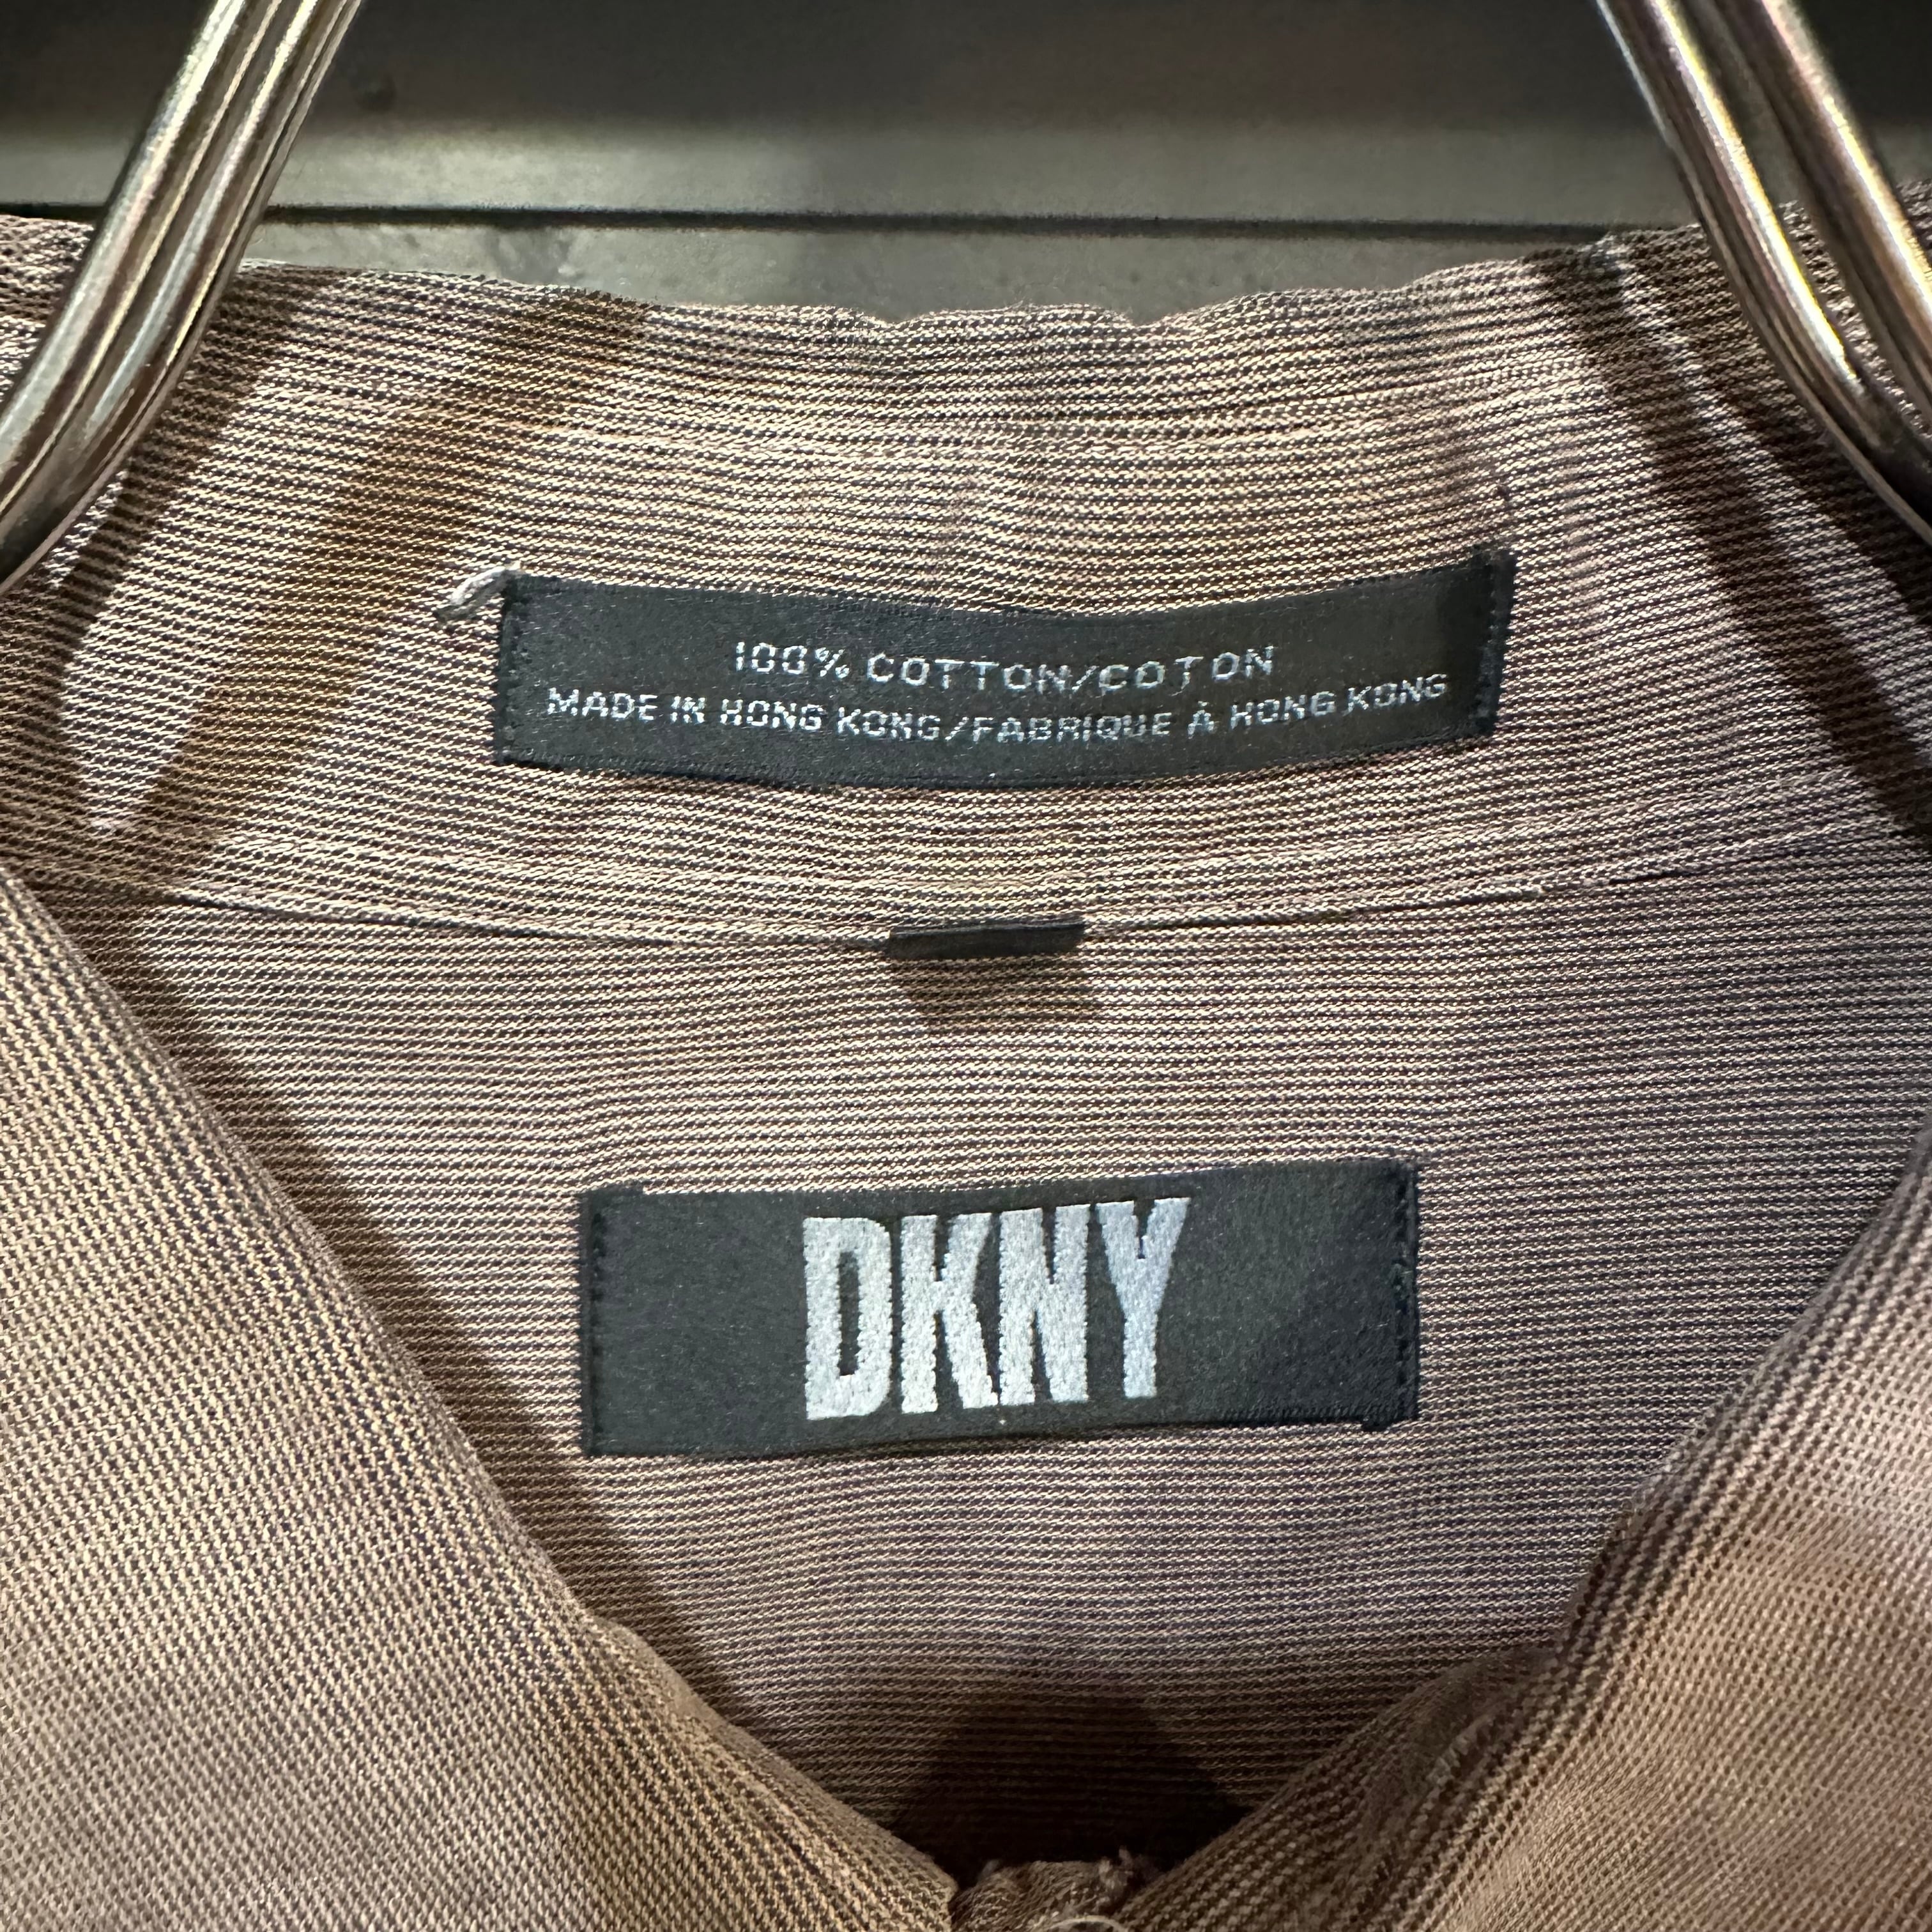 100% COTTON/COTON
MADE IN HONG KONG/FABRIQUE À HONG KONG
DKNY